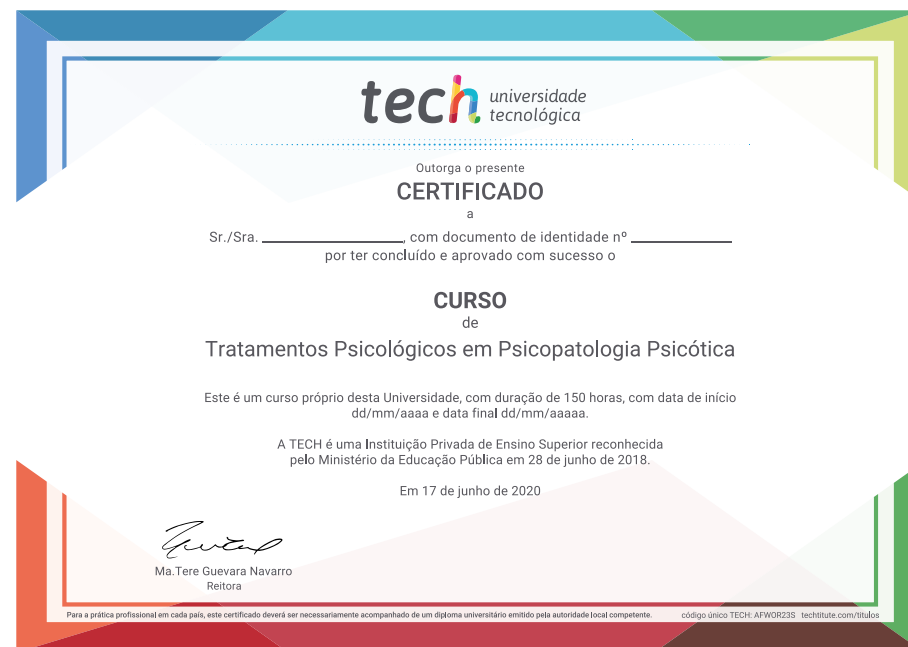 tech universidade
tecnológica
Outorga o presente
CERTIFICADO
a
Sr./Sra. ____________________, com documento de identidade nº ______________
por ter concluído e aprovado com sucesso o
CURSO
de
Tratamentos Psicológicos em Psicopatologia Psicótica
Este é um curso próprio desta Universidade, com duração de 150 horas, com data de início
dd/mm/aaaa e data final dd/mm/aaaaa.
A TECH é uma Instituição Privada de Ensino Superior reconhecida
pelo Ministério da Educação Pública em 28 de junho de 2018.
Em 17 de junho de 2020
Ma.Tere Guevara Navarro
Reitora
Para a prática profissional em cada país, este certificado deverá ser necessariamente acompanhado de um diploma universitário emitido pela autoridade local competente. código único TECH: AFWOR23S techtitute.com/titulos